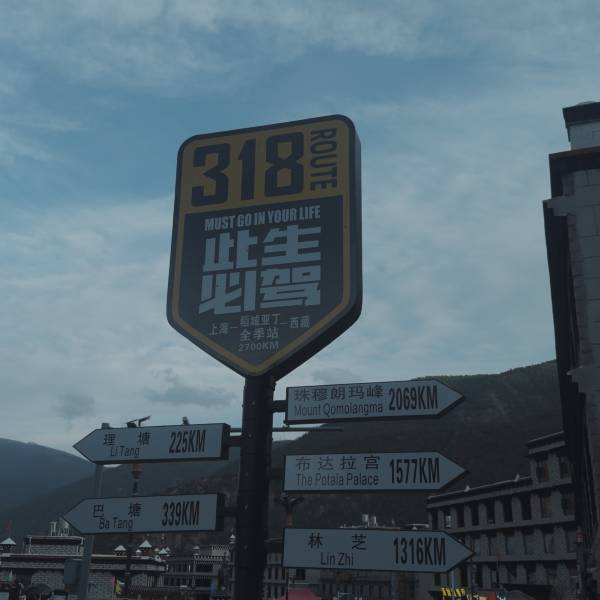 318 ROUTE
MUST GO IN YOUR LIFE
此生
必驾
上海-稻城亚丁-西藏
全季站
2700KM
珠穆朗玛峰 2069KM
Mount Qomolangma
理塘 225KM
Li Tang
布达拉宫 1577KM
The Potala Palace
巴塘 339KM
Ba Tang
林芝 1316KM
Lin Zhi